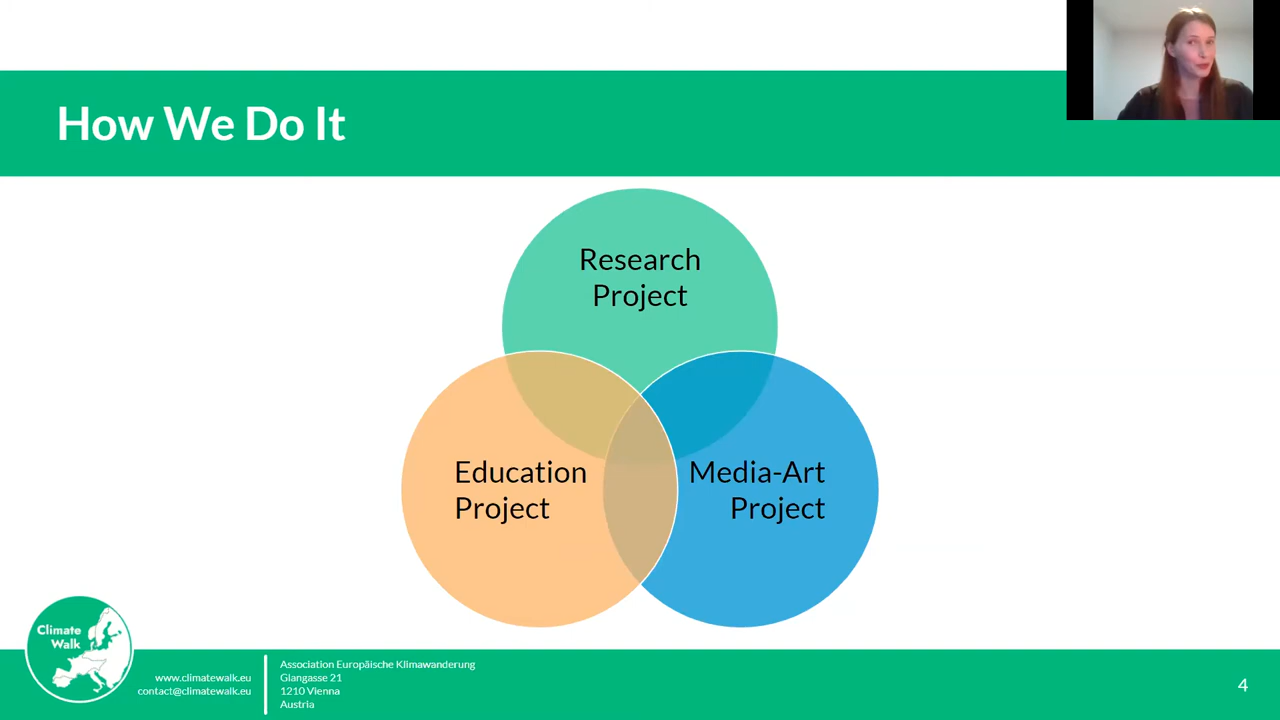 How We Do It
Research
Project
Education
Project
Media-Art
Project
Climate
Walk
www.climatewalk.eu
contact@climatewalk.eu
Association Europäische Klimawanderung
Glangasse 21
1210 Vienna
Austria
4